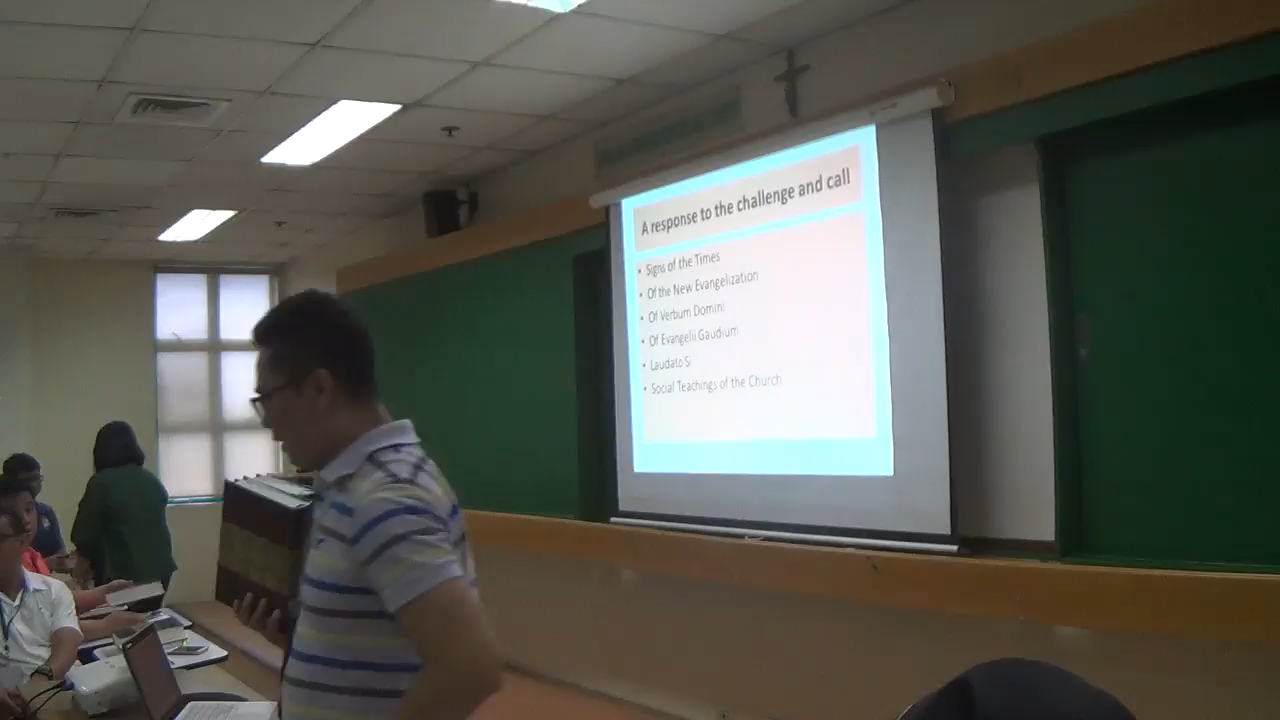 A response to the challenge and call
• Signs of the Times
• Of the New Evangelization
• Of Verbum Domini
• Of Evangelii Gaudium
• Laudato Si
• Social Teachings of the Church